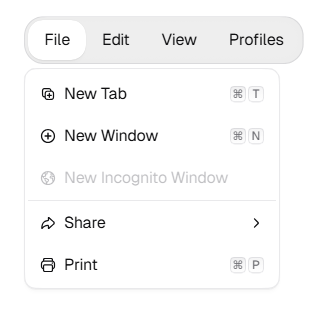 File Edit View Profiles
New Tab ⌘ T
New Window ⌘ N
New Incognito Window
Share
Print ⌘ P